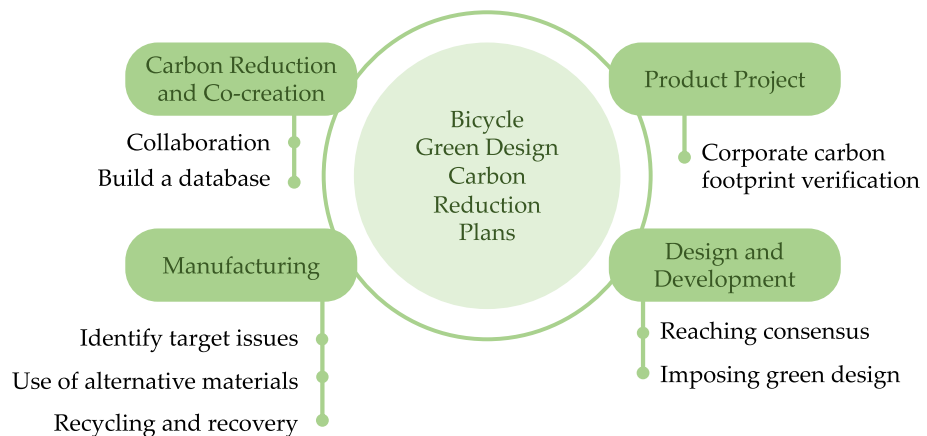 Carbon Reduction
and Co-creation
Collaboration
Build a database
Bicycle
Green Design
Carbon
Reduction
Plans
Product Project
Corporate carbon
footprint verification
Manufacturing
Identify target issues
Use of alternative materials
Recycling and recovery
Design and
Development
Reaching consensus
Imposing green design